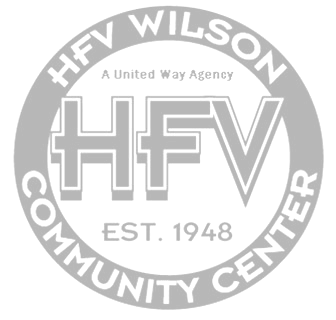 HFV WILSON
A United Way Agency
HFV
EST. 1948
COMMUNITY CENTER